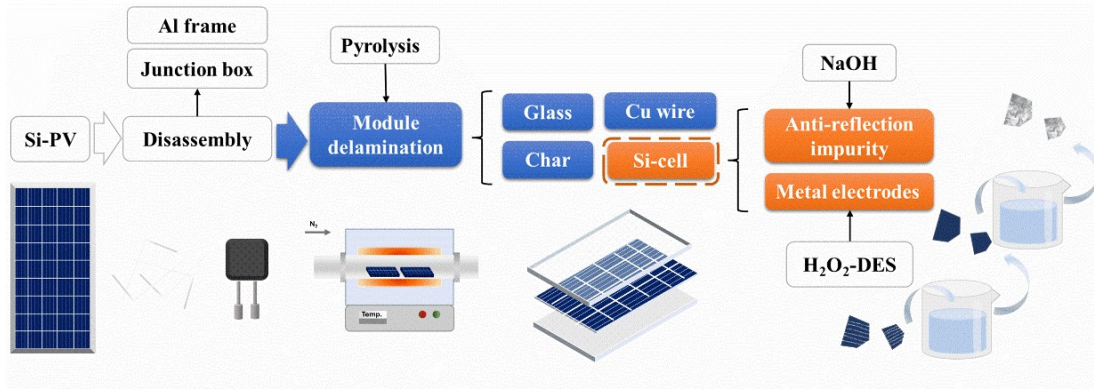 Al frame
Junction box
Si-PV
Disassembly
Pyrolysis
Module
delamination
Glass
Cu wire
Char
Si-cell
NaOH
Anti-reflection
impurity
Metal electrodes
H₂O₂-DES
N₂
Temp.